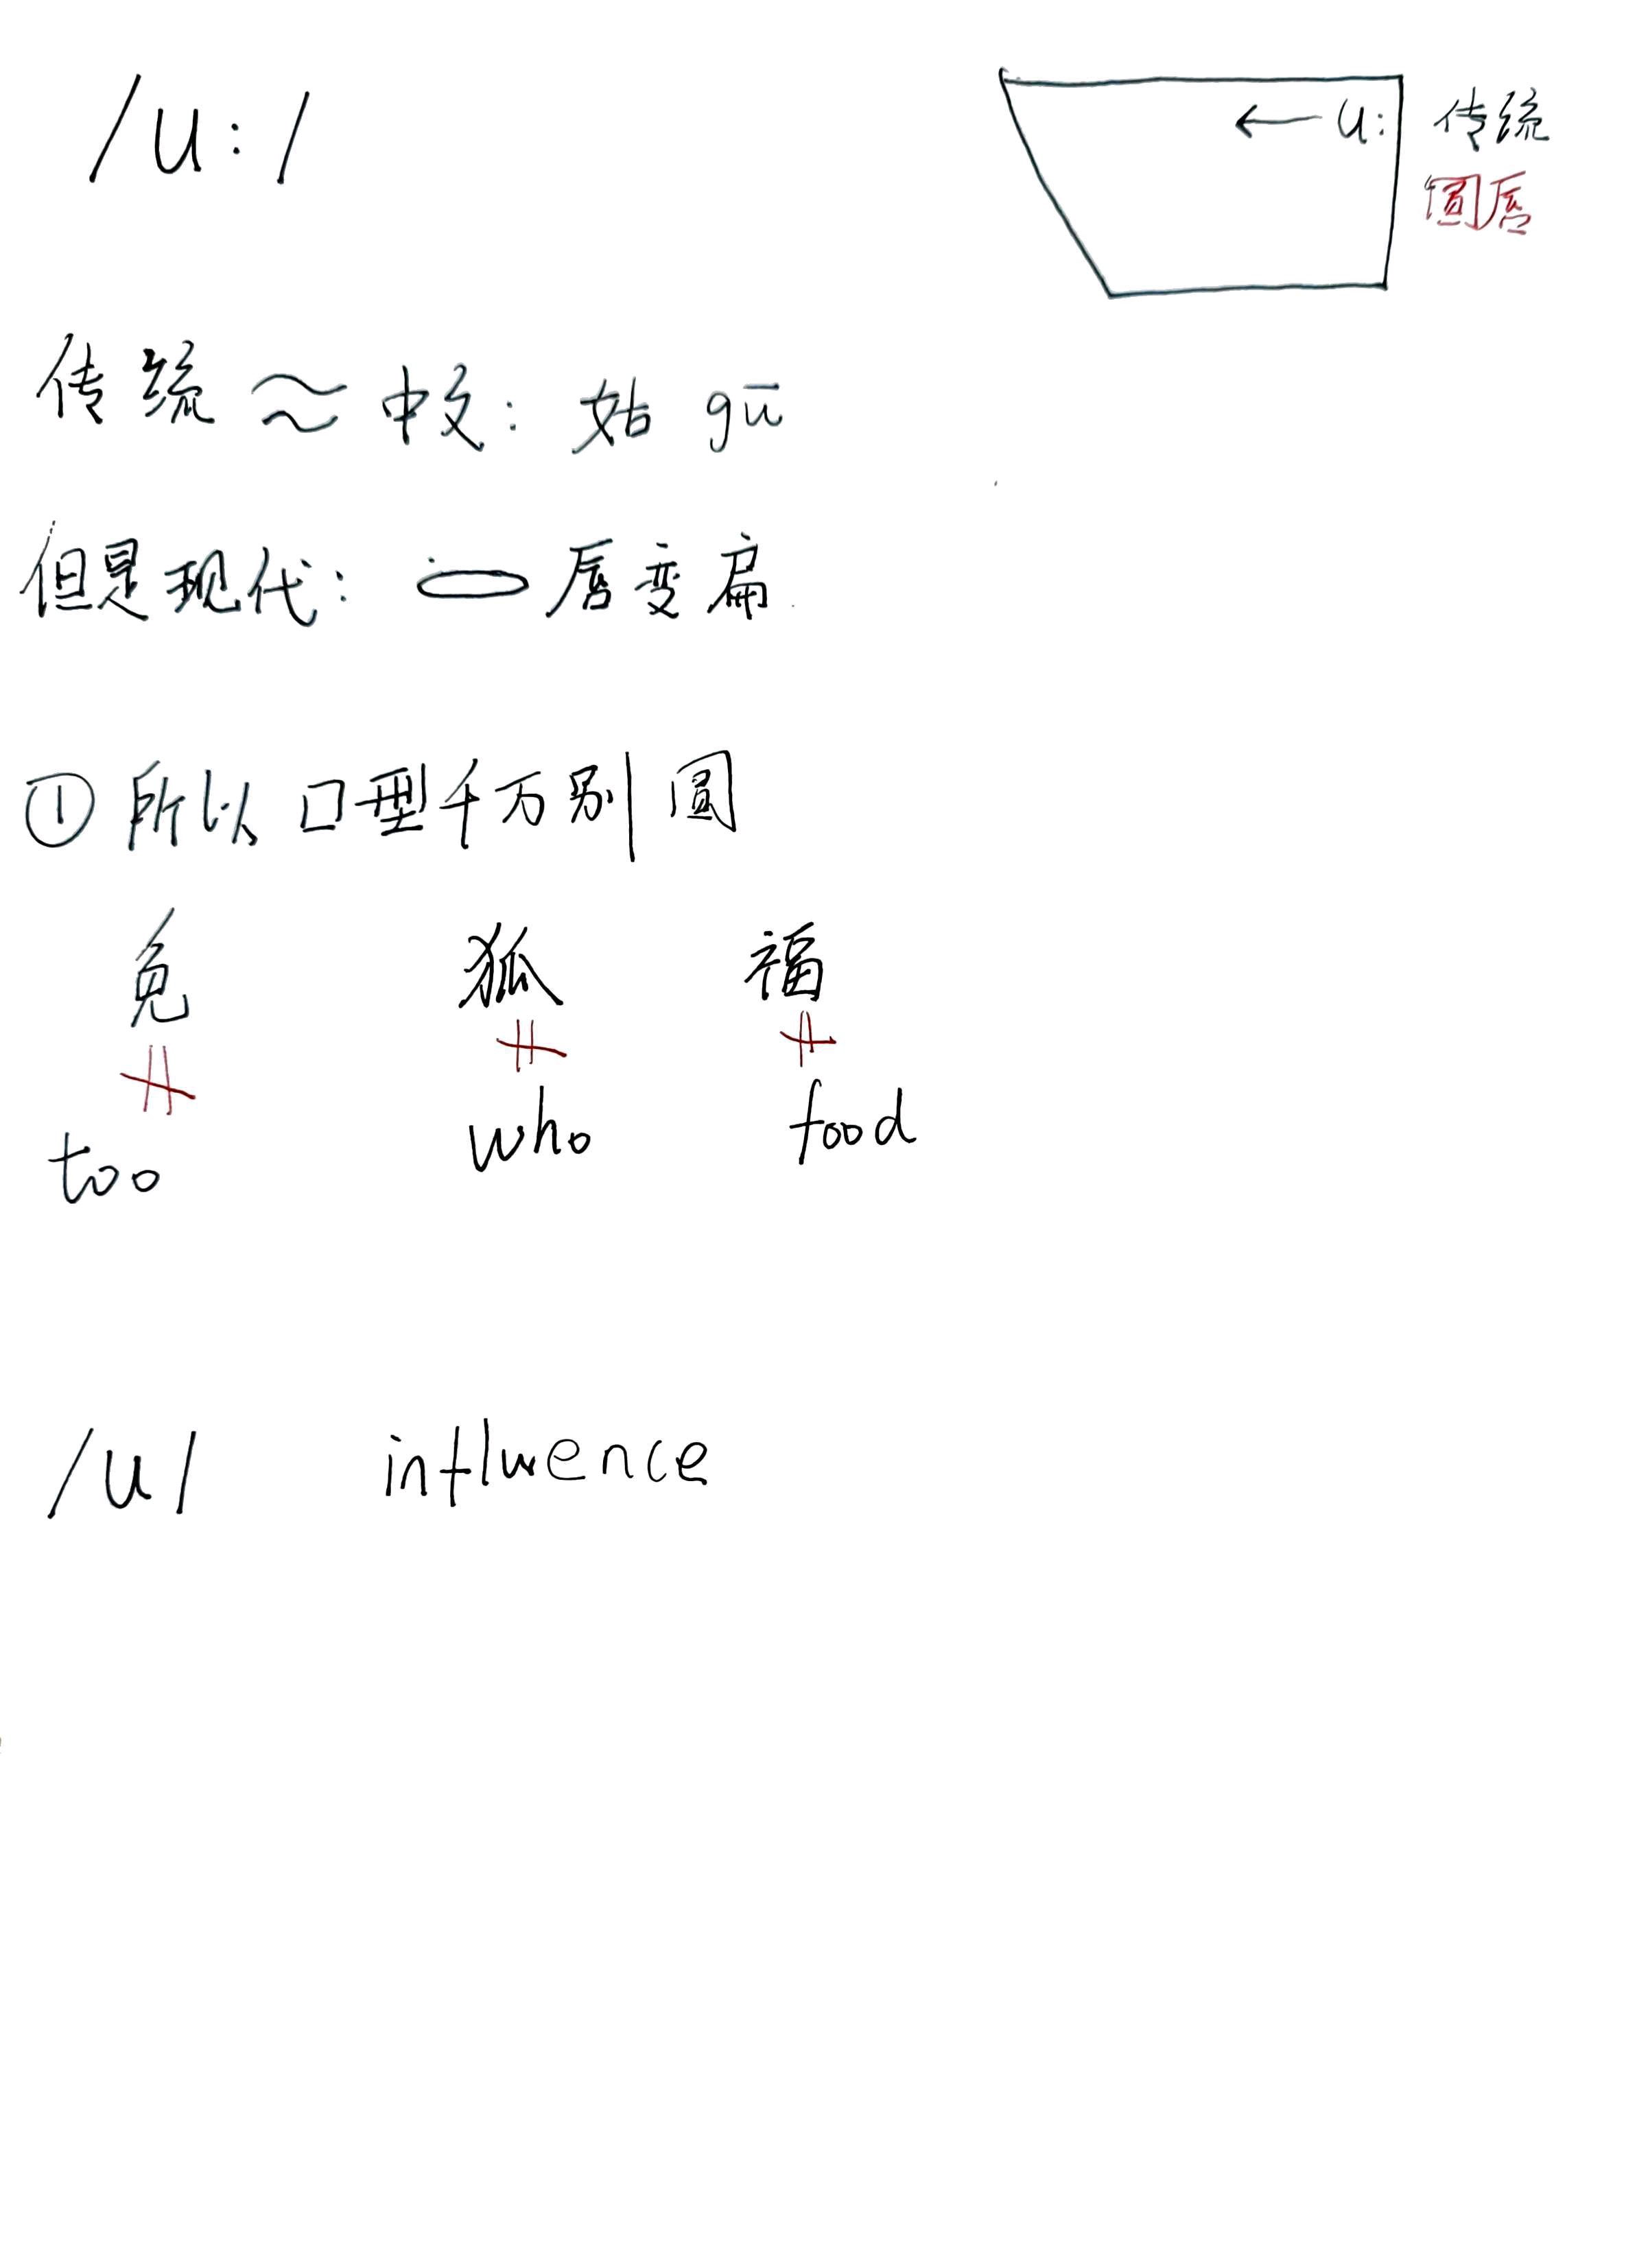 /u:/
← u: 传统
圆唇
传统 ≈ 中文: 姑 gū
但是现代: 唇变扁
① 所以口型千万别圆
兔 狐 福
≠ ≠ ≠
too who food
/u/ influence